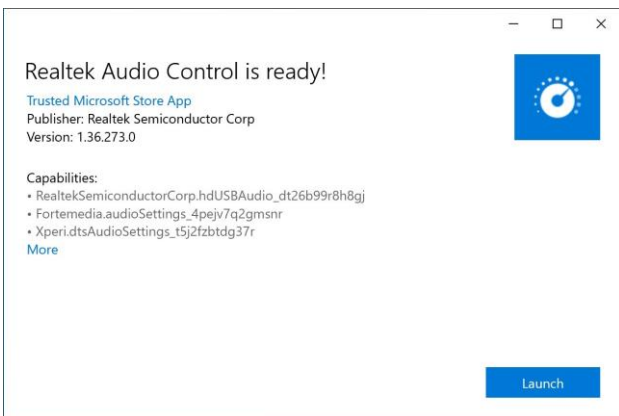 Realtek Audio Control is ready!
Trusted Microsoft Store App
Publisher: Realtek Semiconductor Corp
Version: 1.36.273.0
Capabilities:
• RealtekSemiconductorCorp.hdUSBAudio_dt26b99r8h8gj
• Fortemedia.audioSettings_4pejv7q2gmsnr
• Xperi.dtsAudioSettings_t5j2fzbtdg37r
More
Launch